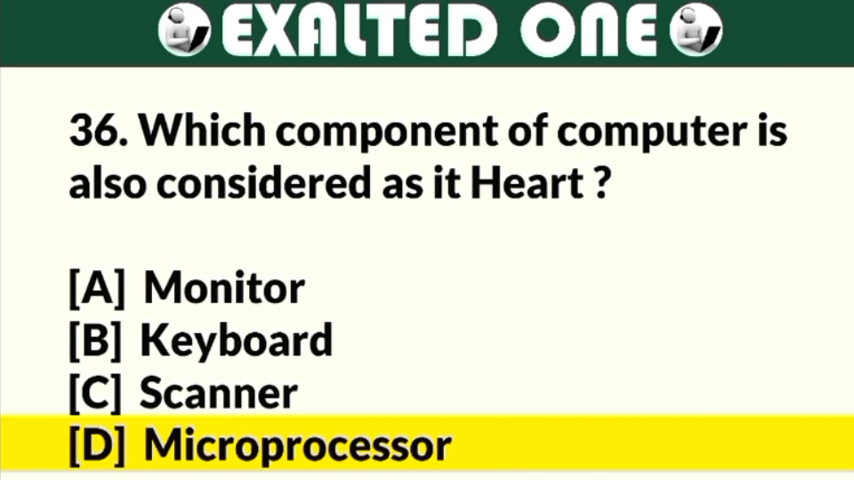 EXALTED ONE
36. Which component of computer is
also considered as it Heart ?
[A] Monitor
[B] Keyboard
[C] Scanner
[D] Microprocessor